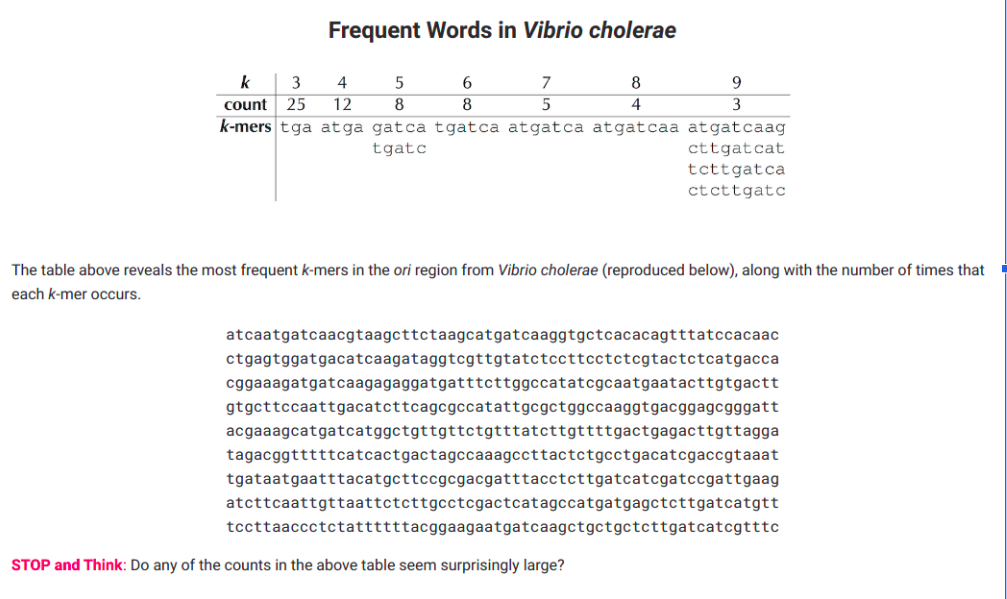 Frequent Words in Vibrio cholerae
k 3 4 5 6 7 8 9
count 25 12 8 8 5 4 3
k-mers tga atga gatca tgatca atgatca atgatcaa atgatcaag
tgatc cttgatcat
tcttgatca
ctcttgatc
The table above reveals the most frequent k-mers in the ori region from Vibrio cholerae (reproduced below), along with the number of times that
each k-mer occurs.
atcaatgatcaacgtaagcttctaagcatgatcaaggtgctcacacagtttatccacaac
ctgagtggatgacatcaagataggtcgttgtatctccttcctctcgtactctcatgacca
cggaaagatgatcaagagaggatgatttcttggccatatcgcaatgaatacttgtgactt
gtgcttccaattgacatcttcagcgccatattgcgctggccaaggtgacggagcgggatt
acgaaagcatgatcatggctgttgttctgtttatcttgttttgactgagacttgttagga
tagacggtttttcatcactgactagccaaagccttactctgcctgacatcgaccgtaaat
tgataatgaatttacatgcttccgcgacgatttacctcttgatcatcgatccgattgaag
atcttcaattgttaattctcttgcctcgactcatagccatgatgagctcttgatcatgtt
tccttaaccctctattttttacggaagaatgatcaagctgctgctcttgatcatcgtttc
STOP and Think: Do any of the counts in the above table seem surprisingly large?